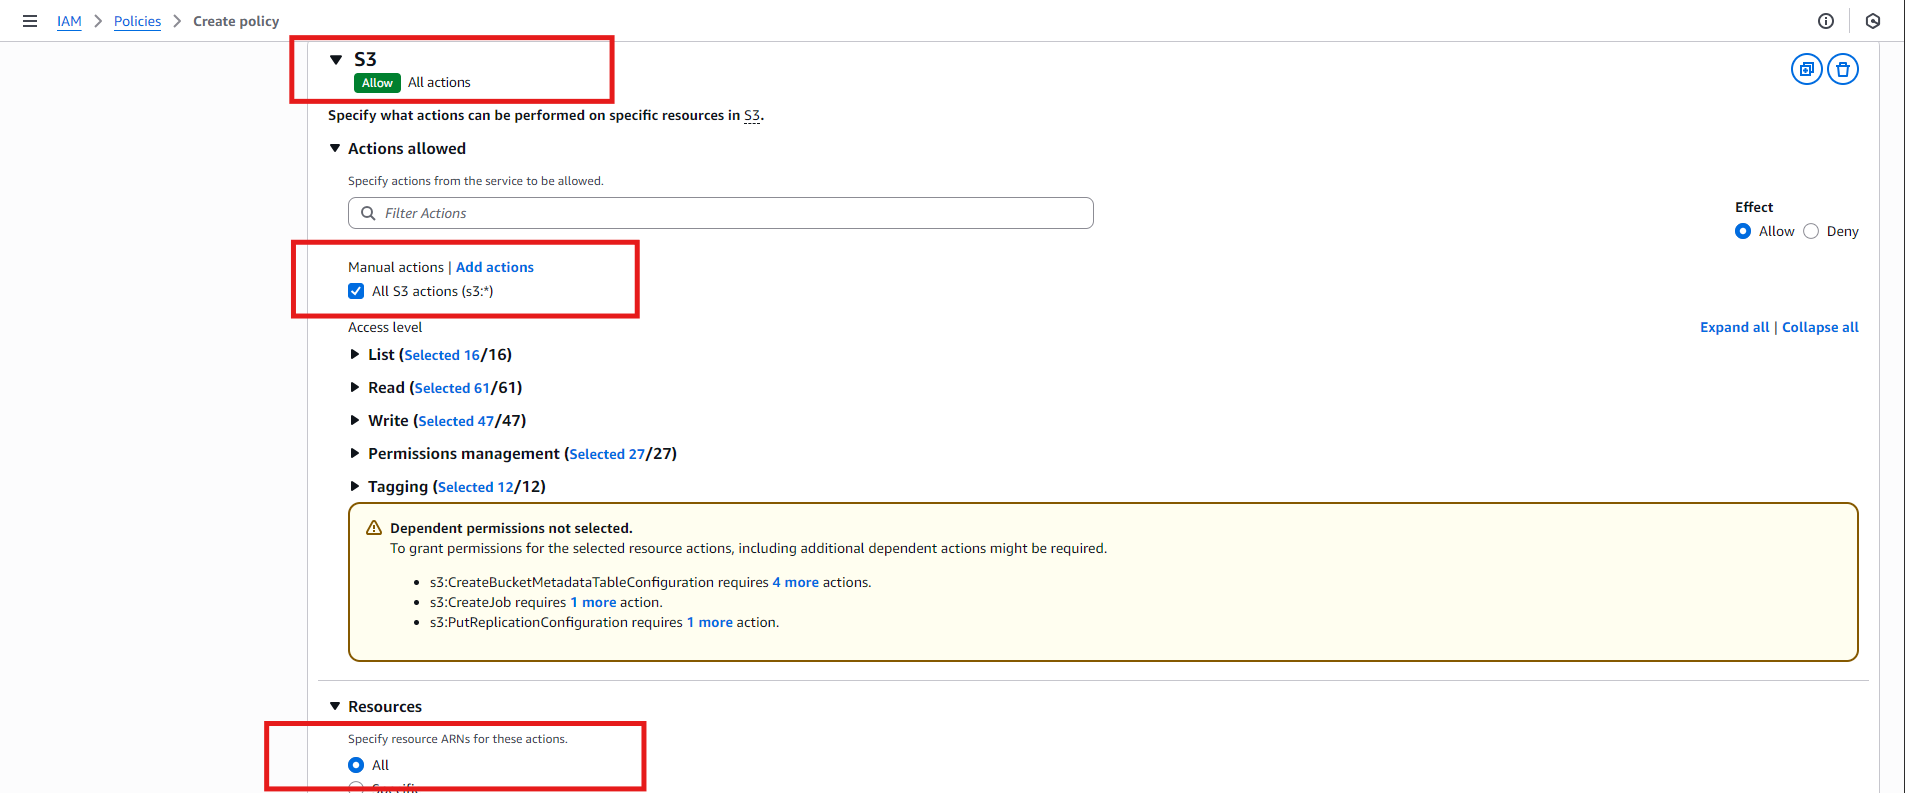 IAM > Policies > Create policy
S3
Allow All actions
Specify what actions can be performed on specific resources in S3.
Actions allowed
Specify actions from the service to be allowed.
Filter Actions
Effect
Allow Deny
Manual actions | Add actions
All S3 actions (s3:*)
Access level
Expand all | Collapse all
List (Selected 16/16)
Read (Selected 61/61)
Write (Selected 47/47)
Permissions management (Selected 27/27)
Tagging (Selected 12/12)
Dependent permissions not selected.
To grant permissions for the selected resource actions, including additional dependent actions might be required.
s3:CreateBucketMetadataTableConfiguration requires 4 more actions.
s3:CreateJob requires 1 more action.
s3:PutReplicationConfiguration requires 1 more action.
Resources
Specify resource ARNs for these actions.
All
Specific